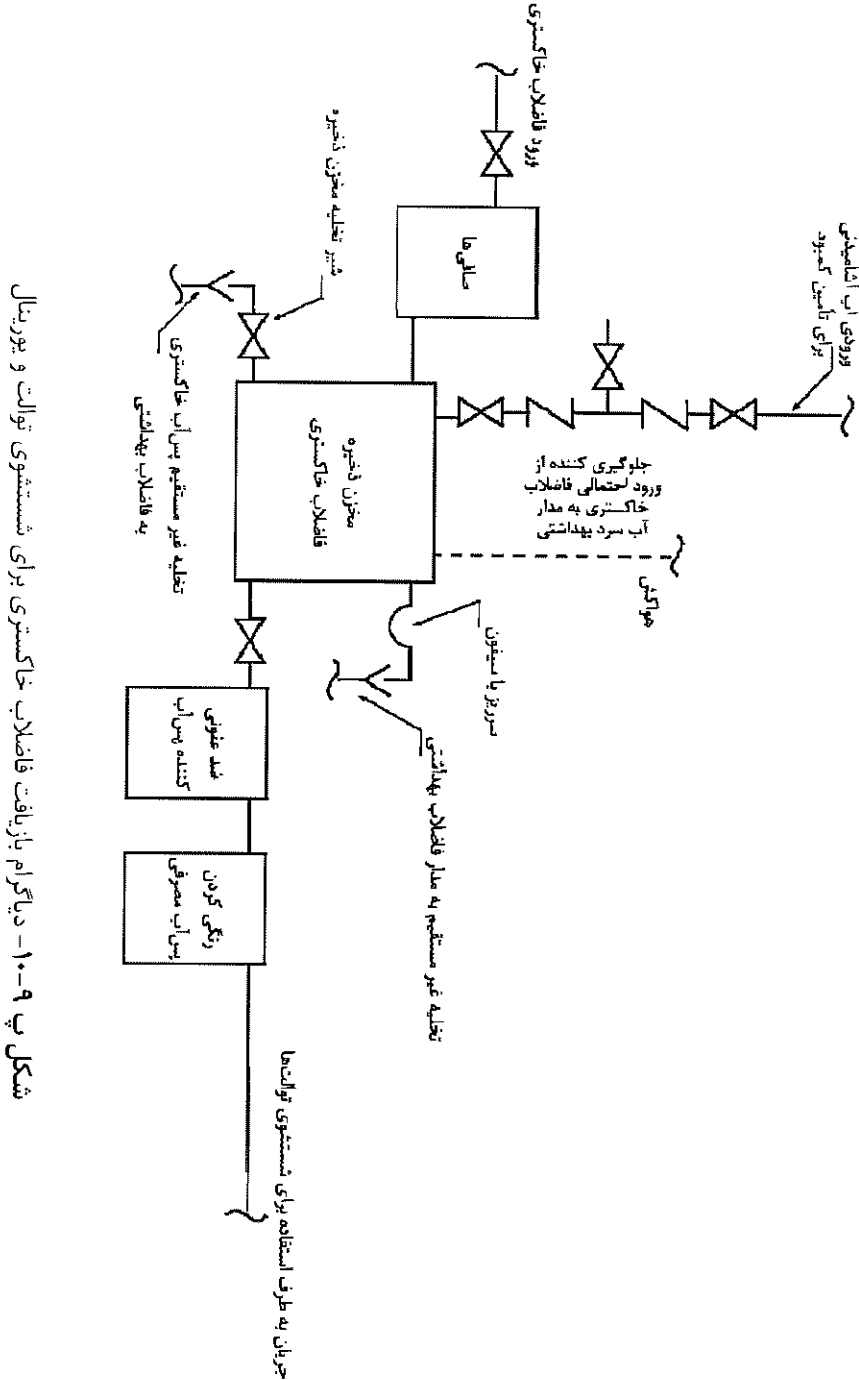 ورود فاضلاب خاکستری
صافی‌ها
ورودی آب آشامیدنی
برای تأمین کمبود
شیر تخلیه مخزن ذخیره
تخلیه غیر مستقیم پس‌آب خاکستری
به فاضلاب بهداشتی
مخزن ذخیره
فاضلاب خاکستری
جلوگیری کننده از
ورود احتمالی فاضلاب
خاکستری به مدار
آب سرد بهداشتی
هواکش
سرریز با سیفون
تخلیه غیر مستقیم به مدار فاضلاب بهداشتی
ضد عفونی
کننده پس‌آب
رنگی کردن
پس‌آب مصرفی
جریان به طرف استفاده برای شستشوی توالت‌ها
شکل پ ۹-۱۰- دیاگرام بازیافت فاضلاب خاکستری برای شستشوی توالت و یورینال